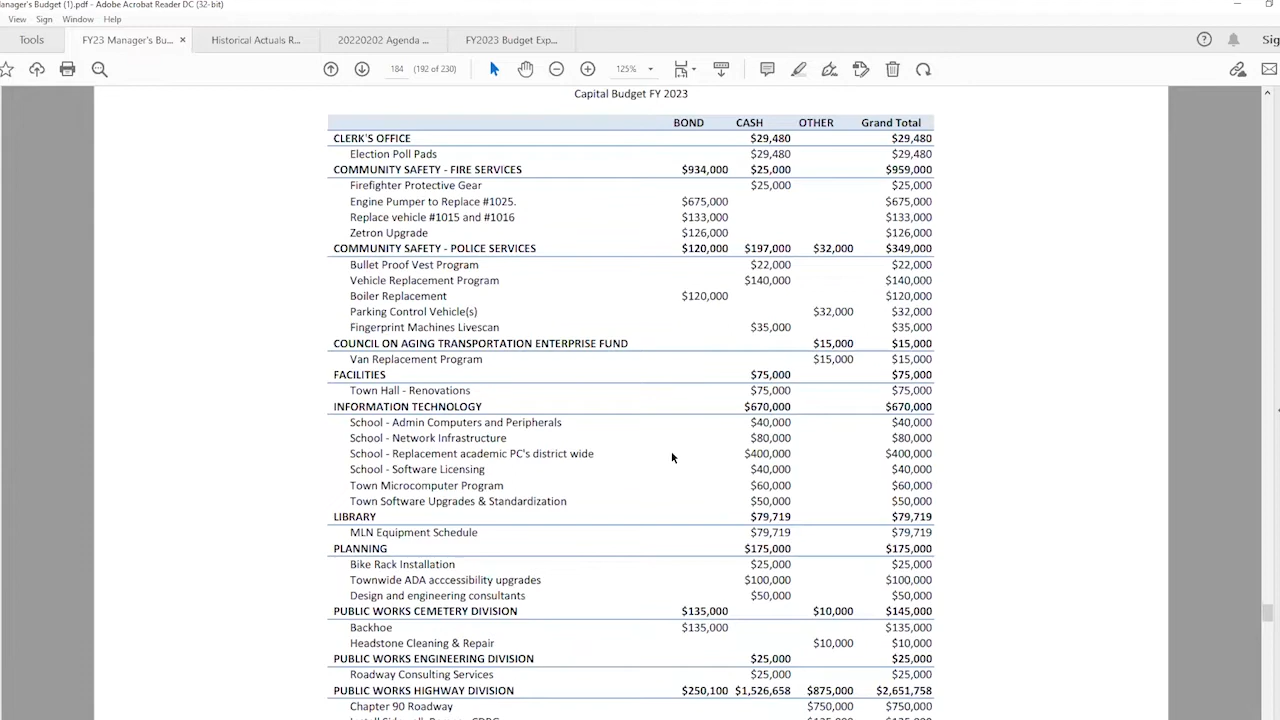 anager's Budget (1).pdf - Adobe Acrobat Reader DC (32-bit)
View Sign Window Help
Tools FY23 Manager's Bu... × Historical Actuals R... 20220202 Agenda ... FY2023 Budget Exp... Sig
184 (192 of 230) 125%
Capital Budget FY 2023
BOND CASH OTHER Grand Total
CLERK'S OFFICE $29,480 $29,480
Election Poll Pads $29,480 $29,480
COMMUNITY SAFETY - FIRE SERVICES $934,000 $25,000 $959,000
Firefighter Protective Gear $25,000 $25,000
Engine Pumper to Replace #1025. $675,000 $675,000
Replace vehicle #1015 and #1016 $133,000 $133,000
Zetron Upgrade $126,000 $126,000
COMMUNITY SAFETY - POLICE SERVICES $120,000 $197,000 $32,000 $349,000
Bullet Proof Vest Program $22,000 $22,000
Vehicle Replacement Program $140,000 $140,000
Boiler Replacement $120,000 $120,000
Parking Control Vehicle(s) $32,000 $32,000
Fingerprint Machines Livescan $35,000 $35,000
COUNCIL ON AGING TRANSPORTATION ENTERPRISE FUND $15,000 $15,000
Van Replacement Program $15,000 $15,000
FACILITIES $75,000 $75,000
Town Hall - Renovations $75,000 $75,000
INFORMATION TECHNOLOGY $670,000 $670,000
School - Admin Computers and Peripherals $40,000 $40,000
School - Network Infrastructure $80,000 $80,000
School - Replacement academic PC's district wide $400,000 $400,000
School - Software Licensing $40,000 $40,000
Town Microcomputer Program $60,000 $60,000
Town Software Upgrades & Standardization $50,000 $50,000
LIBRARY $79,719 $79,719
MLN Equipment Schedule $79,719 $79,719
PLANNING $175,000 $175,000
Bike Rack Installation $25,000 $25,000
Townwide ADA acccessibility upgrades $100,000 $100,000
Design and engineering consultants $50,000 $50,000
PUBLIC WORKS CEMETERY DIVISION $135,000 $10,000 $145,000
Backhoe $135,000 $135,000
Headstone Cleaning & Repair $10,000 $10,000
PUBLIC WORKS ENGINEERING DIVISION $25,000 $25,000
Roadway Consulting Services $25,000 $25,000
PUBLIC WORKS HIGHWAY DIVISION $250,100 $1,526,658 $875,000 $2,651,758
Chapter 90 Roadway $750,000 $750,000